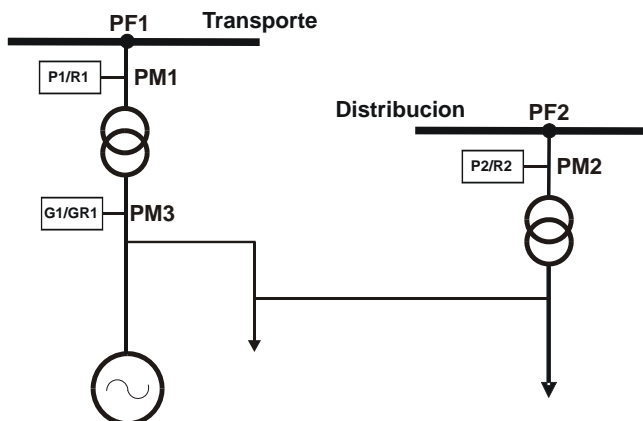 PF1 Transporte
P1/R1 PM1
Distribucion PF2
P2/R2 PM2
G1/GR1 PM3